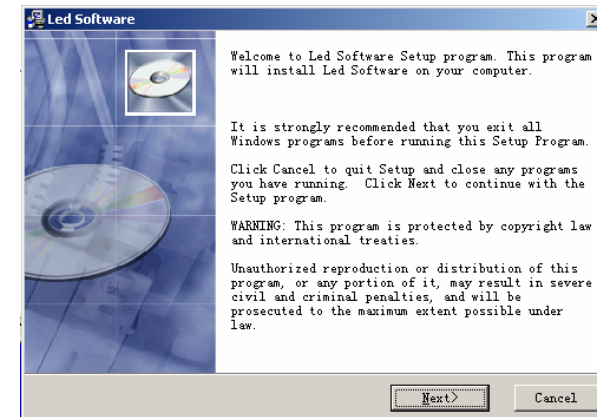 Led Software
Welcome to Led Software Setup program. This program
will install Led Software on your computer.
It is strongly recommended that you exit all
Windows programs before running this Setup Program.
Click Cancel to quit Setup and close any programs
you have running. Click Next to continue with the
Setup program.
WARNING: This program is protected by copyright law
and international treaties.
Unauthorized reproduction or distribution of this
program, or any portion of it, may result in severe
civil and criminal penalties, and will be
prosecuted to the maximum extent possible under
law.
Next>
Cancel